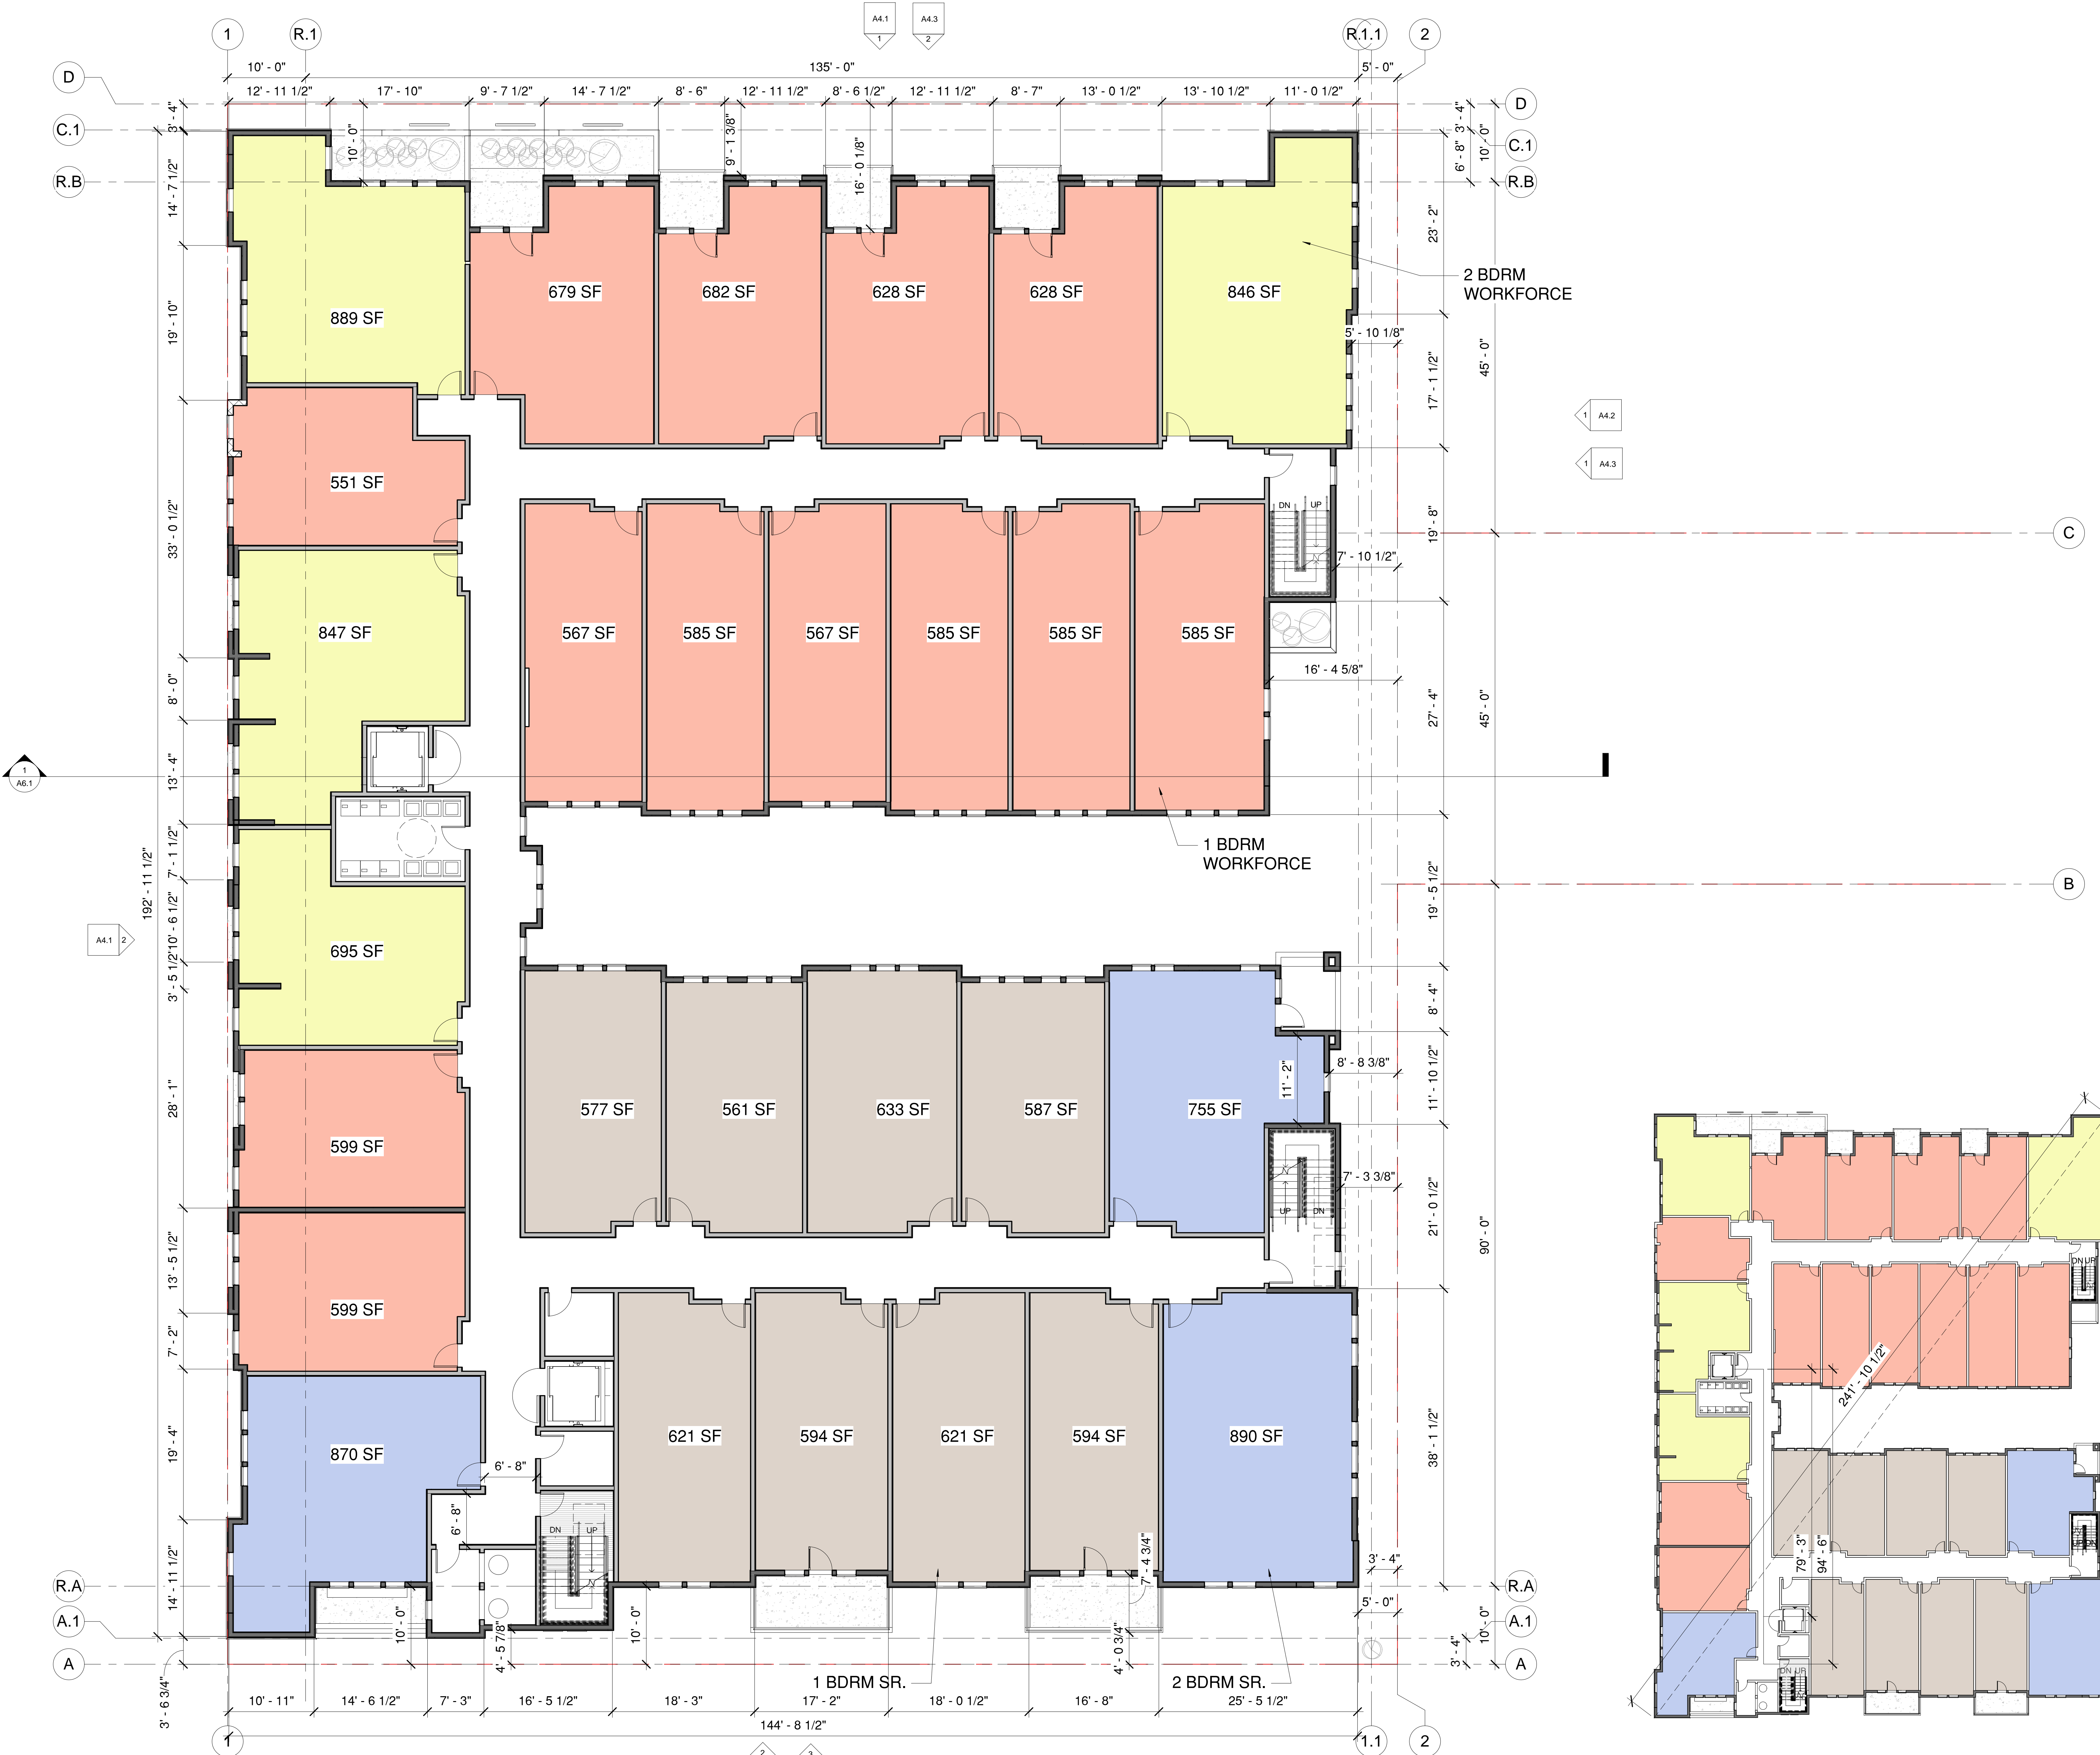 A4.1
1
A4.3
2
1
R.1
R.1.1
2
10' - 0"
135' - 0"
5' - 0"
D
12' - 11 1/2"
17' - 10"
9' - 7 1/2"
14' - 7 1/2"
8' - 6"
12' - 11 1/2"
8' - 6 1/2"
12' - 11 1/2"
8' - 7"
13' - 0 1/2"
13' - 10 1/2"
11' - 0 1/2"
D
3' - 4"
3' - 4"
C.1
C.1
10' - 0"
9' - 1 3/8"
16' - 0 1/8"
6' - 8"
10' - 0"
R.B
R.B
14' - 7 1/2"
23' - 2"
2 BDRM
WORKFORCE
679 SF
682 SF
628 SF
628 SF
846 SF
889 SF
19' - 10"
5' - 10 1/8"
45' - 0"
17' - 1 1/2"
1
A4.2
1
A4.3
551 SF
33' - 0 1/2"
DN
UP
19' - 8"
C
7' - 10 1/2"
847 SF
567 SF
585 SF
567 SF
585 SF
585 SF
585 SF
8' - 0"
16' - 4 5/8"
27' - 4"
45' - 0"
1
A6.1
13' - 4"
1 BDRM
WORKFORCE
7' - 1 1/2"
192' - 11 1/2"
19' - 5 1/2"
B
A4.1
2
10' - 6 1/2"
3' - 5 1/2"
695 SF
8' - 4"
28' - 1"
577 SF
561 SF
633 SF
587 SF
755 SF
11' - 2"
8' - 8 3/8"
11' - 10 1/2"
599 SF
7' - 3 3/8"
UP
DN
21' - 0 1/2"
90' - 0"
13' - 5 1/2"
599 SF
7' - 2"
870 SF
19' - 4"
621 SF
594 SF
621 SF
594 SF
890 SF
38' - 1 1/2"
6' - 8"
6' - 8"
DN
UP
7' - 4 3/4"
3' - 4"
14' - 11 1/2"
R.A
R.A
5' - 0"
A.1
A.1
10' - 0"
4' - 5 7/8"
10' - 0"
4' - 0 3/4"
3' - 4"
10' - 0"
A
A
3' - 6 3/4"
1 BDRM SR.
2 BDRM SR.
10' - 11"
14' - 6 1/2"
7' - 3"
16' - 5 1/2"
18' - 3"
17' - 2"
18' - 0 1/2"
16' - 8"
25' - 5 1/2"
144' - 8 1/2"
1
1.1
2
2
3
DN
UP
241' - 10 1/2"
79' - 3"
94' - 6"
DN
UP